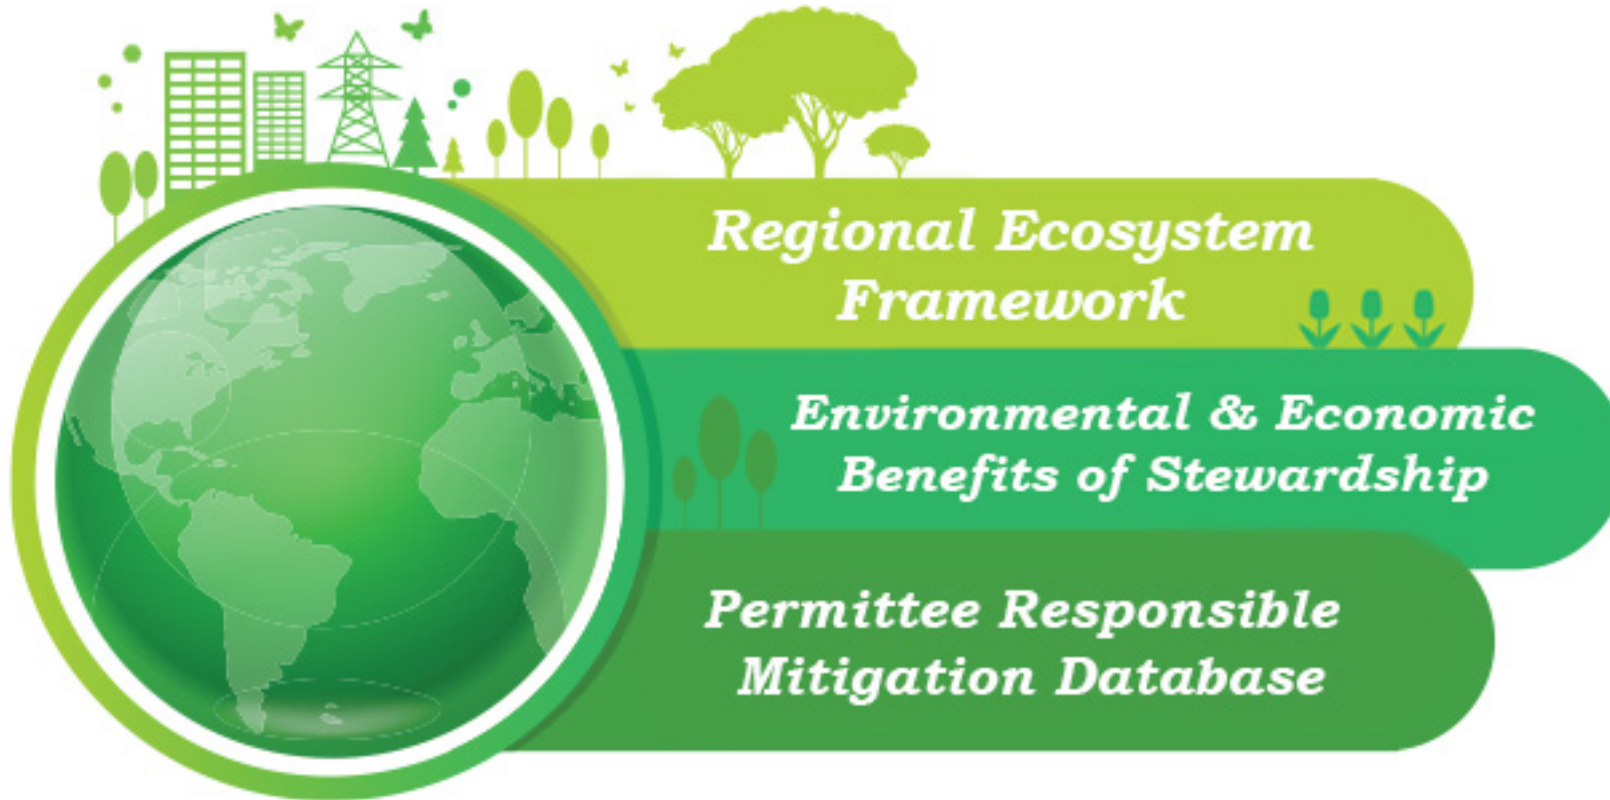 Regional Ecosystem
Framework
Environmental & Economic
Benefits of Stewardship
Permittee Responsible
Mitigation Database